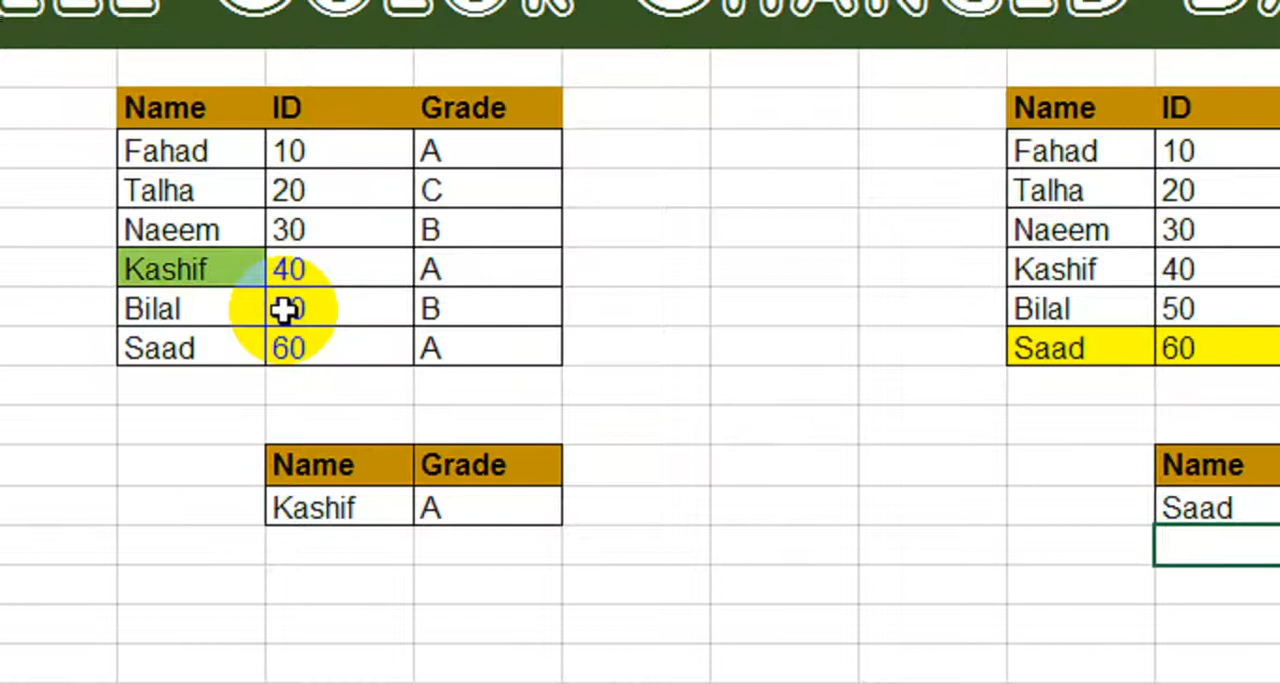 Name ID Grade
Fahad 10 A
Talha 20 C
Naeem 30 B
Kashif 40 A
Bilal B
Saad 60 A
Name Grade
Kashif A
Name ID
Fahad 10
Talha 20
Naeem 30
Kashif 40
Bilal 50
Saad 60
Name
Saad